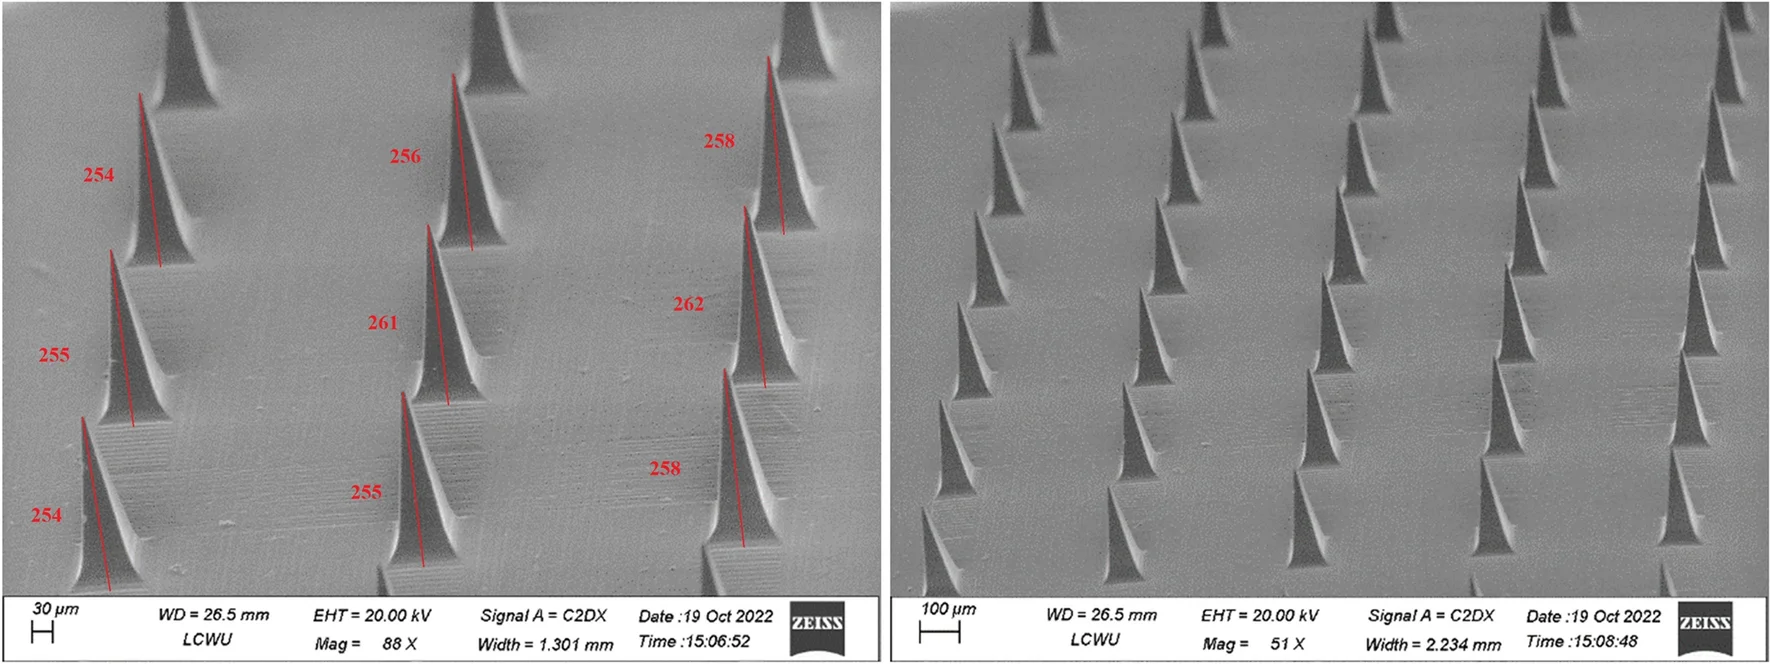 258
256
254
262
261
255
258
255
254
30 µm
WD = 26.5 mm
EHT = 20.00 kV
Signal A = C2DX
Date :19 Oct 2022
ZEISS
LCWU
Mag = 88 X
Width = 1.301 mm
Time :15:06:52
100 µm
WD = 26.5 mm
EHT = 20.00 kV
Signal A = C2DX
Date :19 Oct 2022
ZEISS
LCWU
Mag = 51 X
Width = 2.234 mm
Time :15:08:48